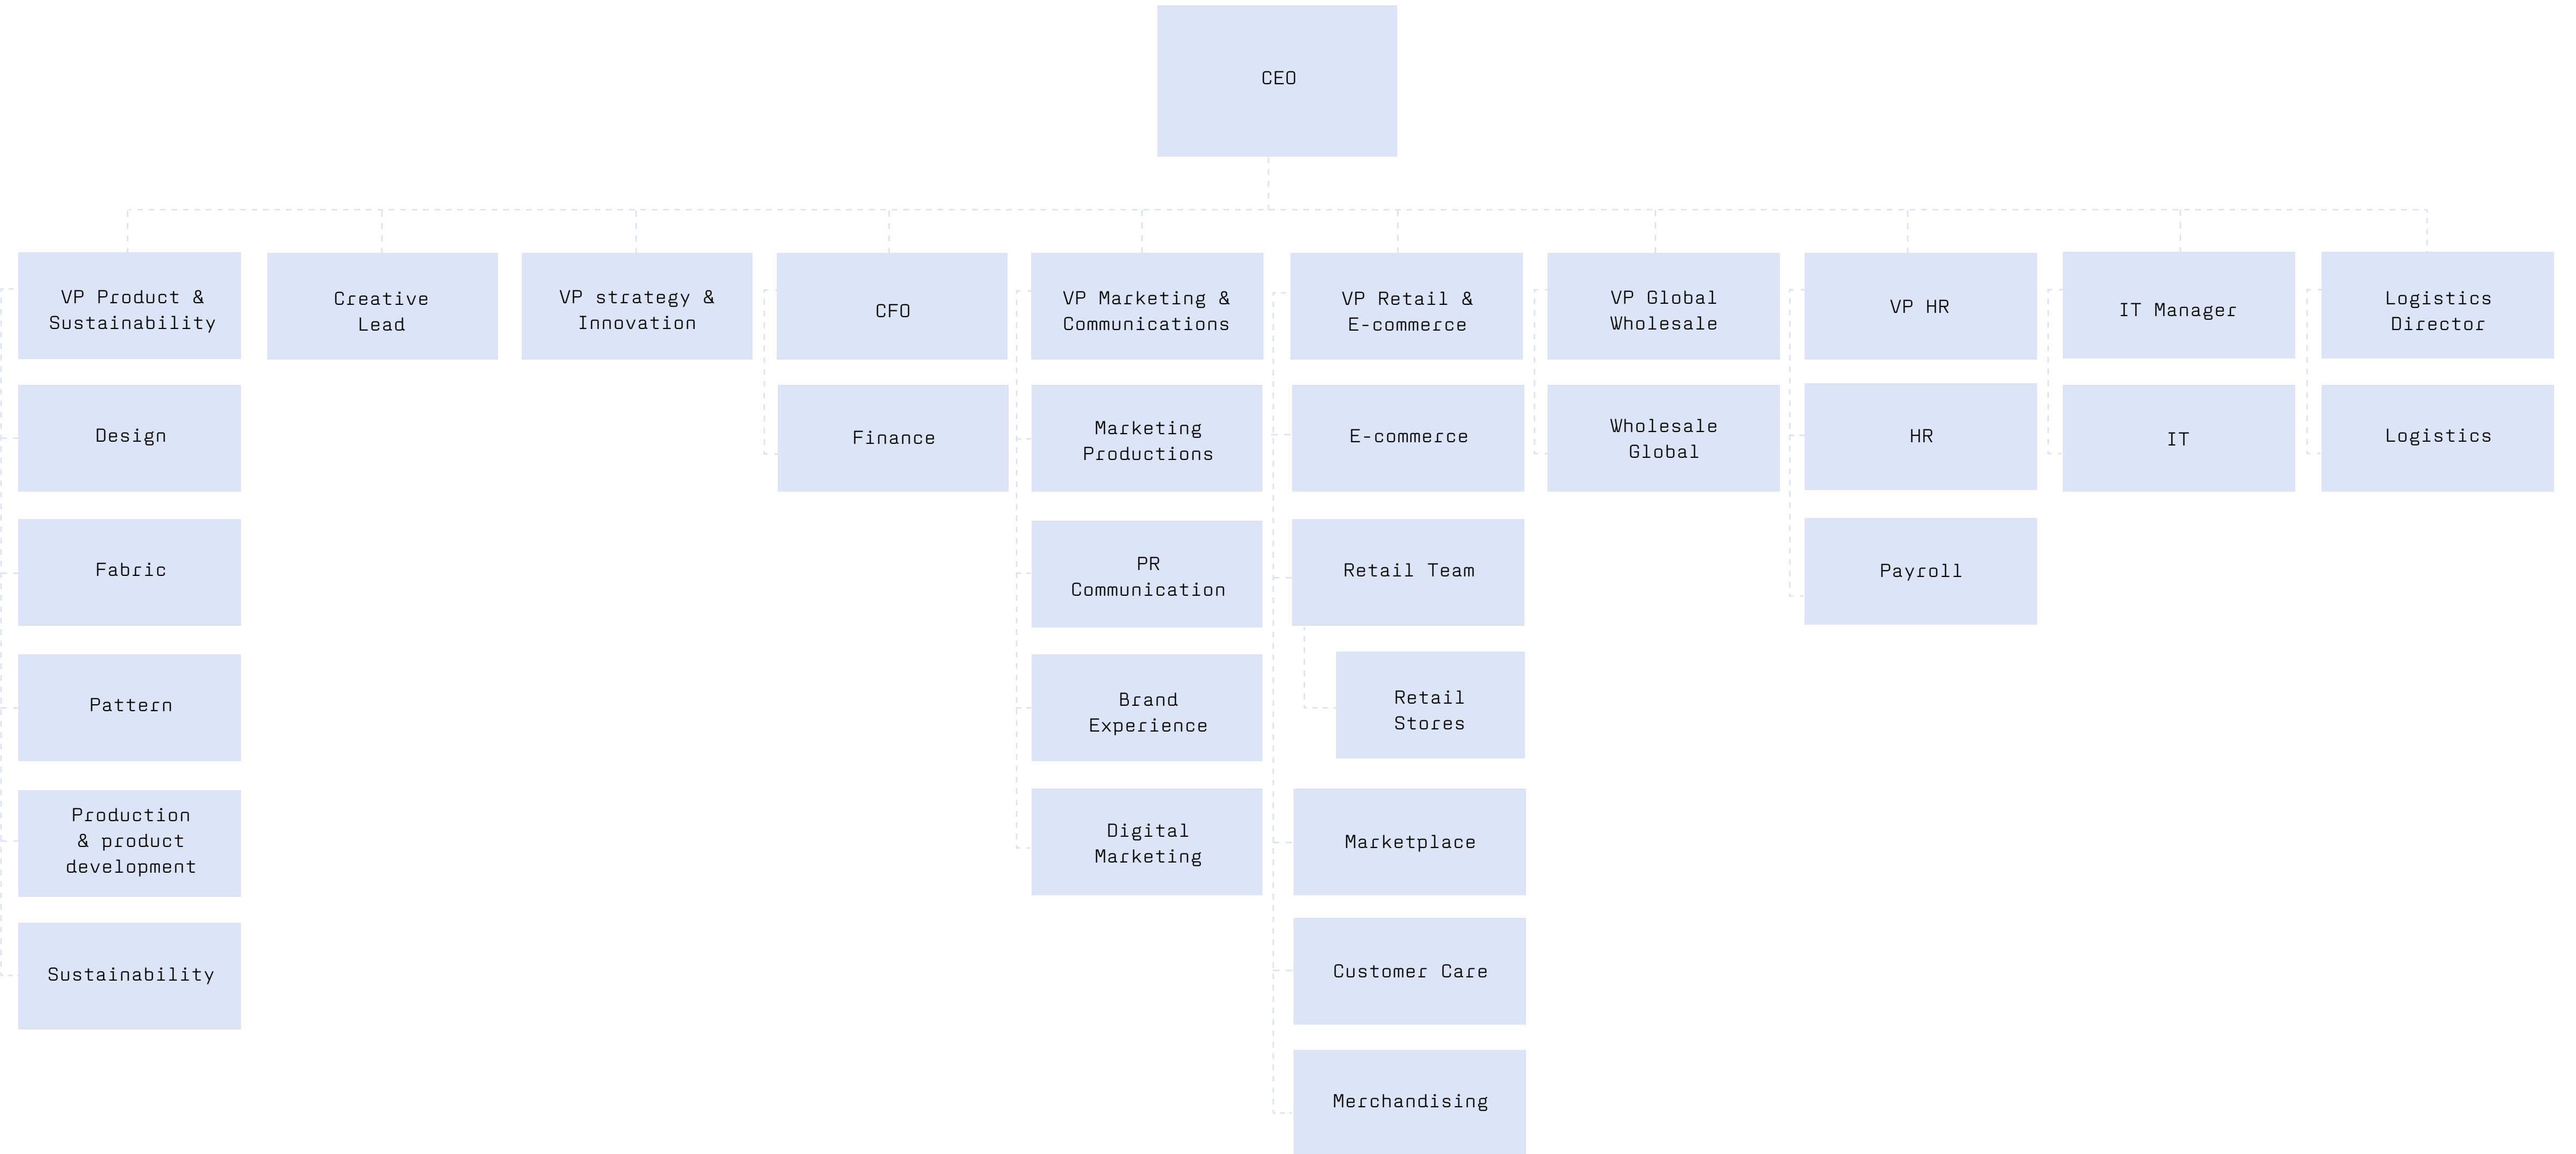 CEO
VP Product &
Sustainability
Creative
Lead
VP strategy &
Innovation
CFO
VP Marketing &
Communications
VP Retail &
E-commerce
VP Global
Wholesale
VP HR
IT Manager
Logistics
Director
Design
Finance
Marketing
Productions
E-commerce
Wholesale
Global
HR
IT
Logistics
Fabric
PR
Communication
Retail Team
Payroll
Pattern
Brand
Experience
Retail
Stores
Production
& product
development
Digital
Marketing
Marketplace
Sustainability
Customer Care
Merchandising